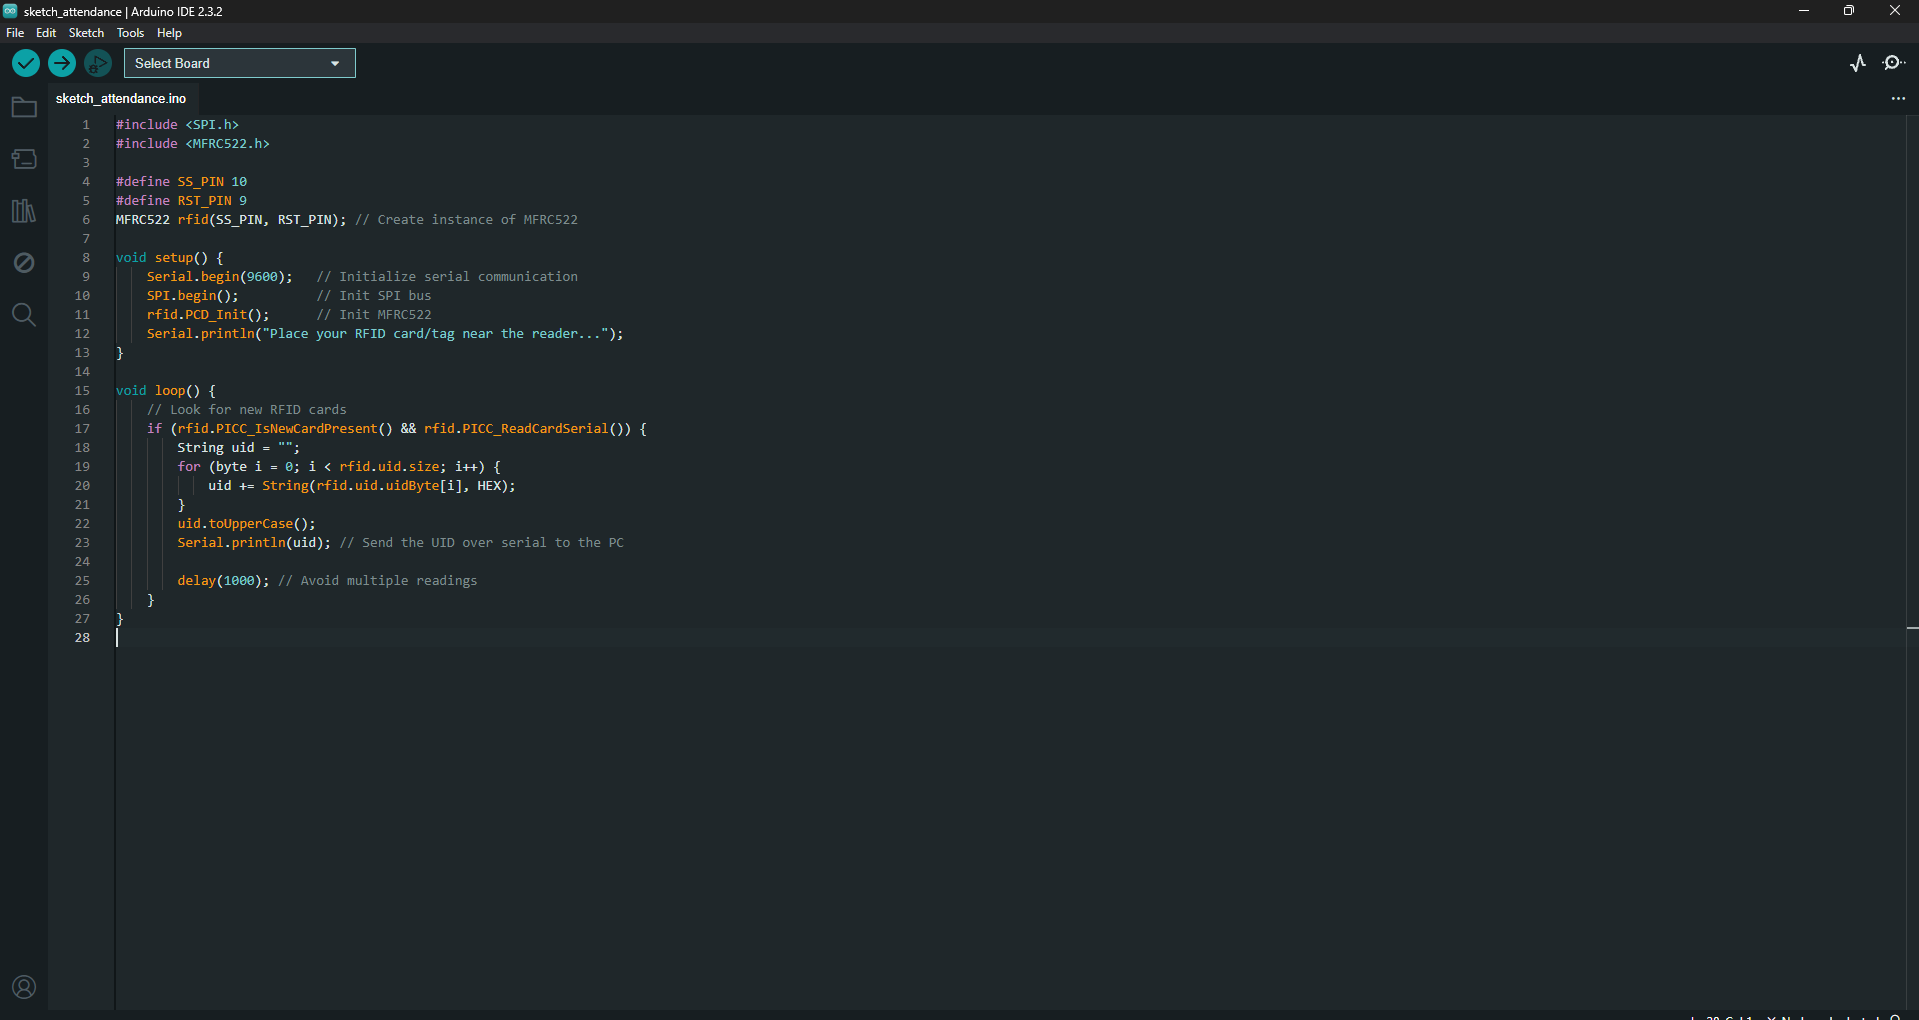 sketch_attendance | Arduino IDE 2.3.2
File Edit Sketch Tools Help
Select Board
sketch_attendance.ino
1 #include <SPI.h>
2 #include <MFRC522.h>
3
4 #define SS_PIN 10
5 #define RST_PIN 9
6 MFRC522 rfid(SS_PIN, RST_PIN); // Create instance of MFRC522
7
8 void setup() {
9 Serial.begin(9600); // Initialize serial communication
10 SPI.begin(); // Init SPI bus
11 rfid.PCD_Init(); // Init MFRC522
12 Serial.println("Place your RFID card/tag near the reader...");
13 }
14
15 void loop() {
16 // Look for new RFID cards
17 if (rfid.PICC_IsNewCardPresent() && rfid.PICC_ReadCardSerial()) {
18 String uid = "";
19 for (byte i = 0; i < rfid.uid.size; i++) {
20 uid += String(rfid.uid.uidByte[i], HEX);
21 }
22 uid.toUpperCase();
23 Serial.println(uid); // Send the UID over serial to the PC
24
25 delay(1000); // Avoid multiple readings
26 }
27 }
28